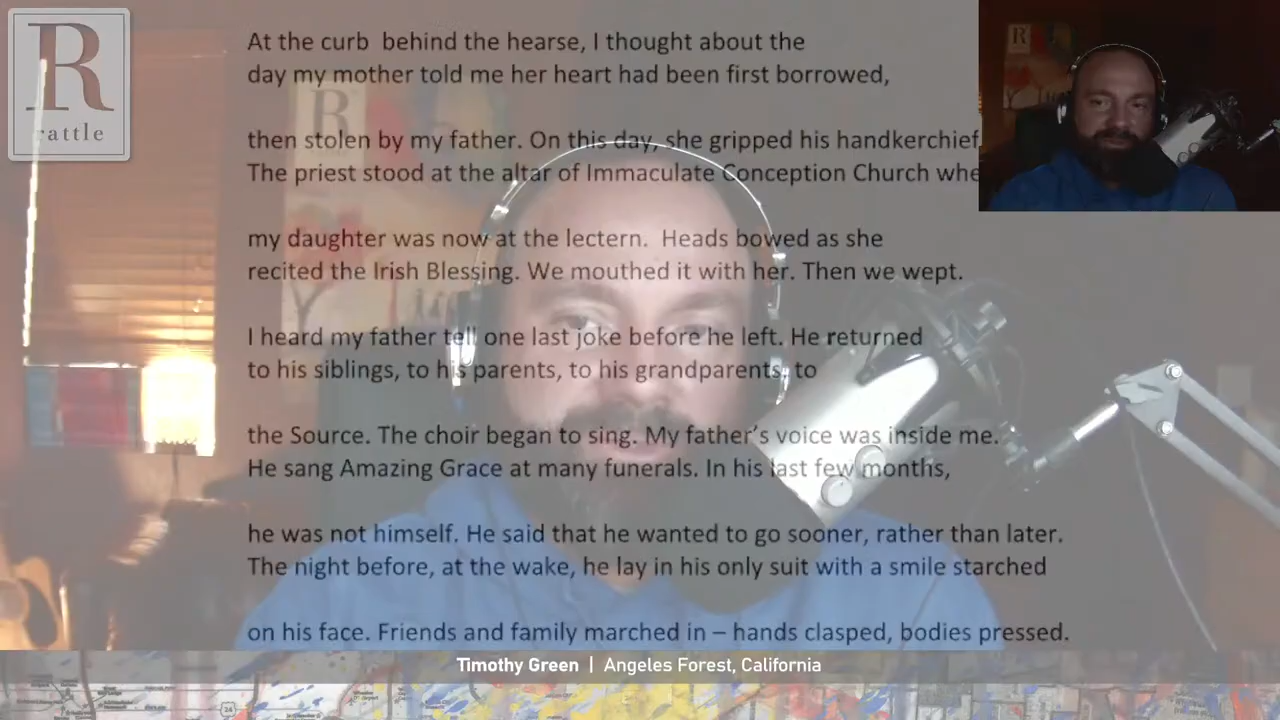 R
rattle
At the curb  behind the hearse, I thought about the
day my mother told me her heart had been first borrowed,
then stolen by my father. On this day, she gripped his handkerchief
The priest stood at the altar of Immaculate Conception Church whe
my daughter was now at the lectern.  Heads bowed as she
recited the Irish Blessing. We mouthed it with her. Then we wept.
I heard my father tell one last joke before he left. He returned
to his siblings, to his parents, to his grandparents, to
the Source. The choir began to sing. My father’s voice was inside me.
He sang Amazing Grace at many funerals. In his last few months,
he was not himself. He said that he wanted to go sooner, rather than later.
The night before, at the wake, he lay in his only suit with a smile starched
on his face. Friends and family marched in – hands clasped, bodies pressed.
Timothy Green | Angeles Forest, California